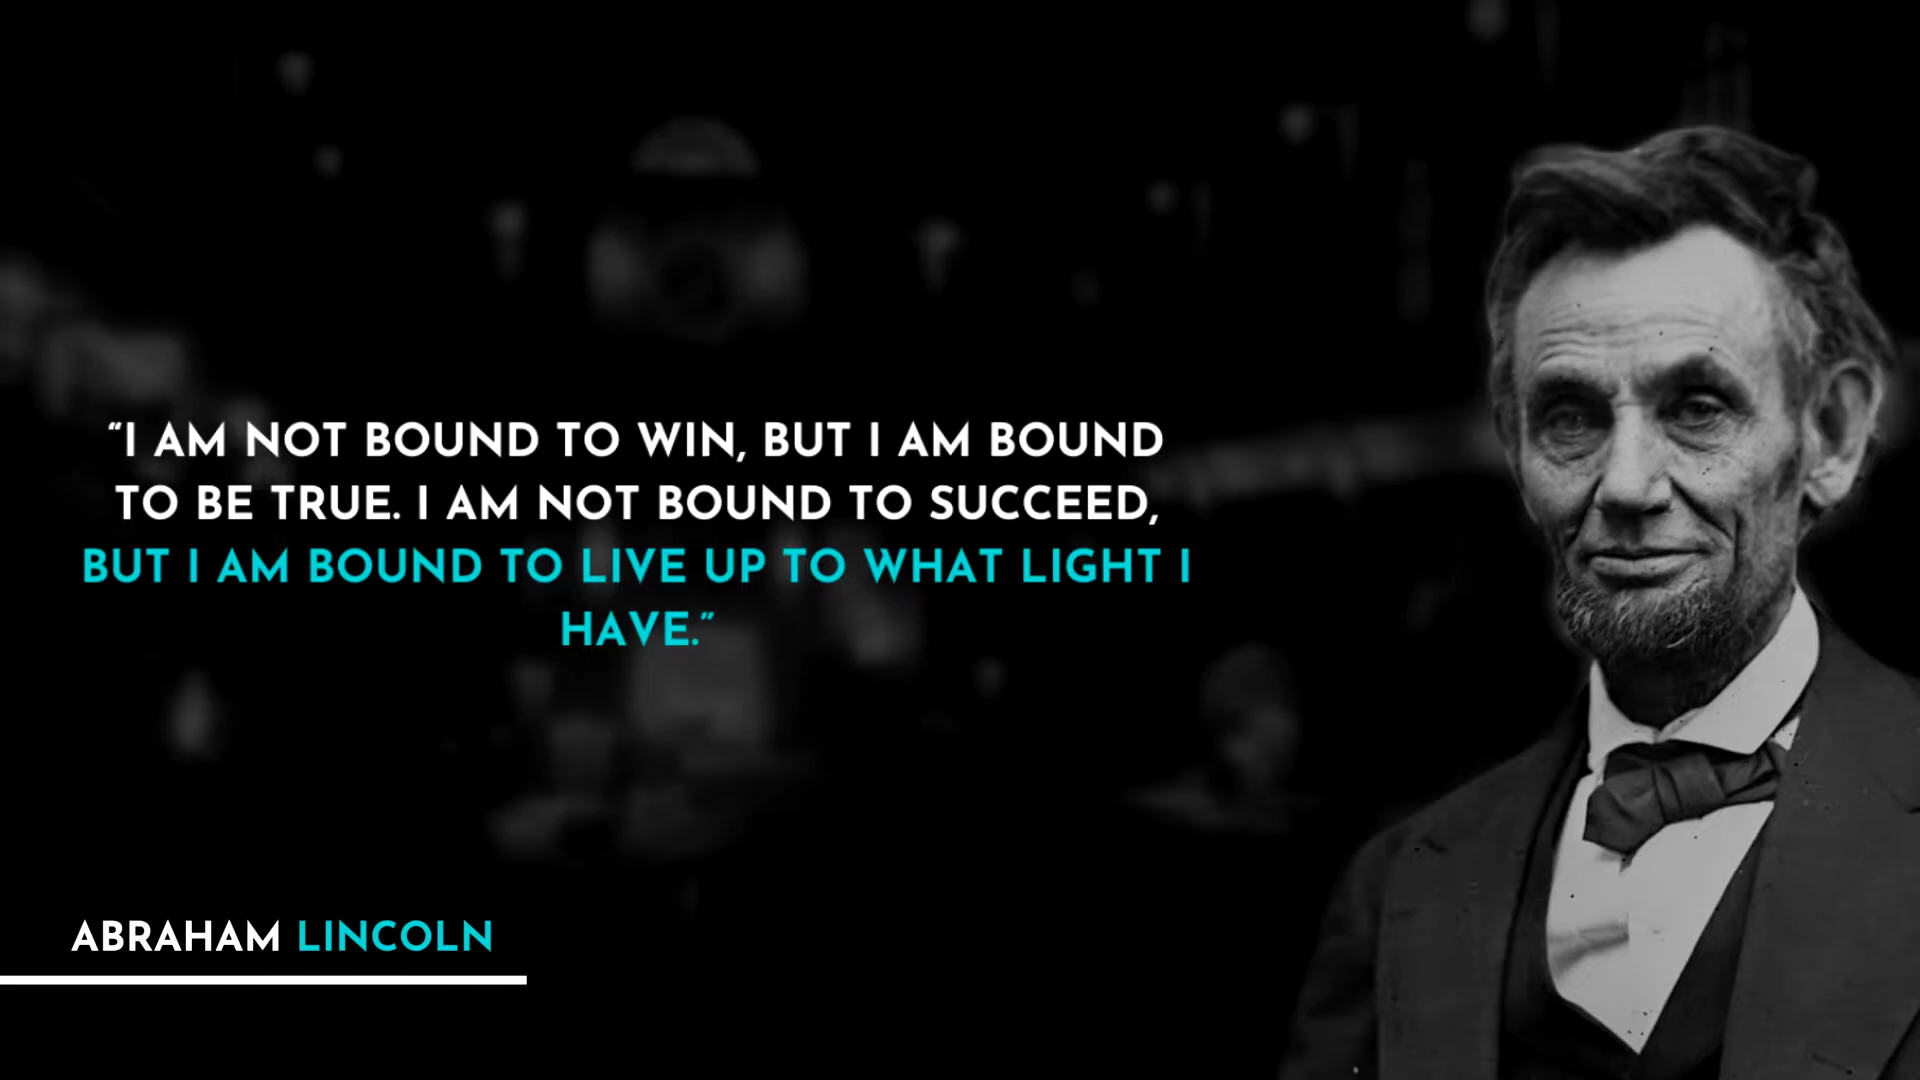 “I AM NOT BOUND TO WIN, BUT I AM BOUND
TO BE TRUE. I AM NOT BOUND TO SUCCEED,
BUT I AM BOUND TO LIVE UP TO WHAT LIGHT I
HAVE.”
ABRAHAM LINCOLN